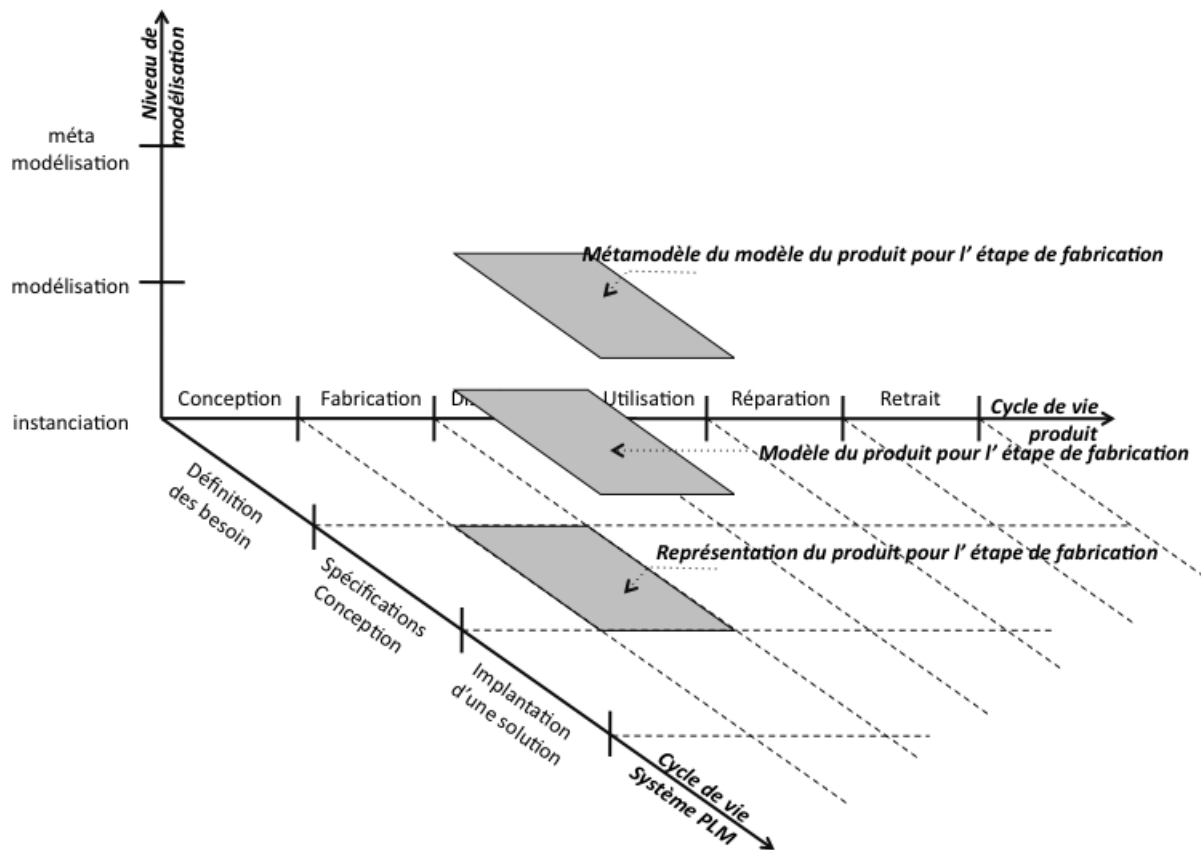 Niveau de
modélisation
méta
modélisation
Métamodèle du modèle du produit pour l' étape de fabrication
modélisation
Conception
Fabrication
Utilisation
Réparation
Retrait
Cycle de vie
produit
instanciation
Modèle du produit pour l' étape de fabrication
Définition
des besoin
Représentation du produit pour l' étape de fabrication
Spécifications
Conception
Implantation
d'une solution
Cycle de vie
Système PLM